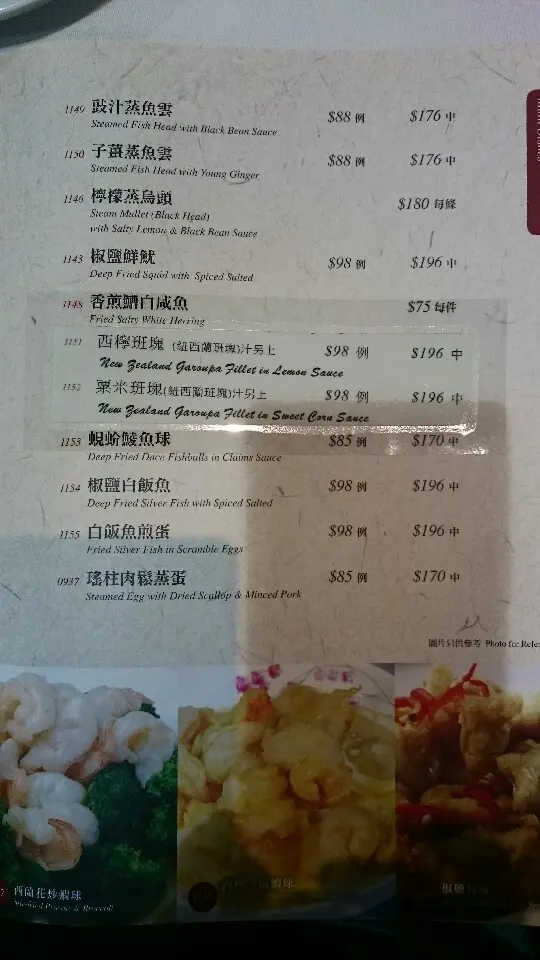 1149 豉汁蒸魚雲 $88 例 $176 中
Steamed Fish Head with Black Bean Sauce
1150 子薑蒸魚雲 $88 例 $176 中
Steamed Fish Head with Young Ginger
1146 檸檬蒸烏頭 $180 每條
Steam Mullet (Black Head)
with Salty Lemon & Black Bean Sauce
1143 椒鹽鮮魷 $98 例 $196 中
Deep Fried Squid with Spiced Salted
1148 香煎鰽白咸魚 $75 每件
Fried Salty White Herring
1151 西檸班塊 (紐西蘭班塊)汁另上 $98 例 $196 中
New Zealand Garoupa Fillet in Lemon Sauce
1152 粟米班塊(紐西蘭班塊)汁另上 $98 例 $196 中
New Zealand Garoupa Fillet in Sweet Corn Sauce
1153 蜆蚧鯪魚球 $85 例 $170 中
Deep Fried Dace Fishballs in Claims Sauce
1154 椒鹽白飯魚 $98 例 $196 中
Deep Fried Silver Fish with Spiced Salted
1155 白飯魚煎蛋 $98 例 $196 中
Fried Silver Fish in Scramble Eggs
0937 瑤柱肉鬆蒸蛋 $85 例 $170 中
Steamed Egg with Dried Scallop & Minced Pork
圖片只供參考 Photo for Refe
西蘭花炒蝦球
Prawns & Broccoli
蝦球
椒鹽